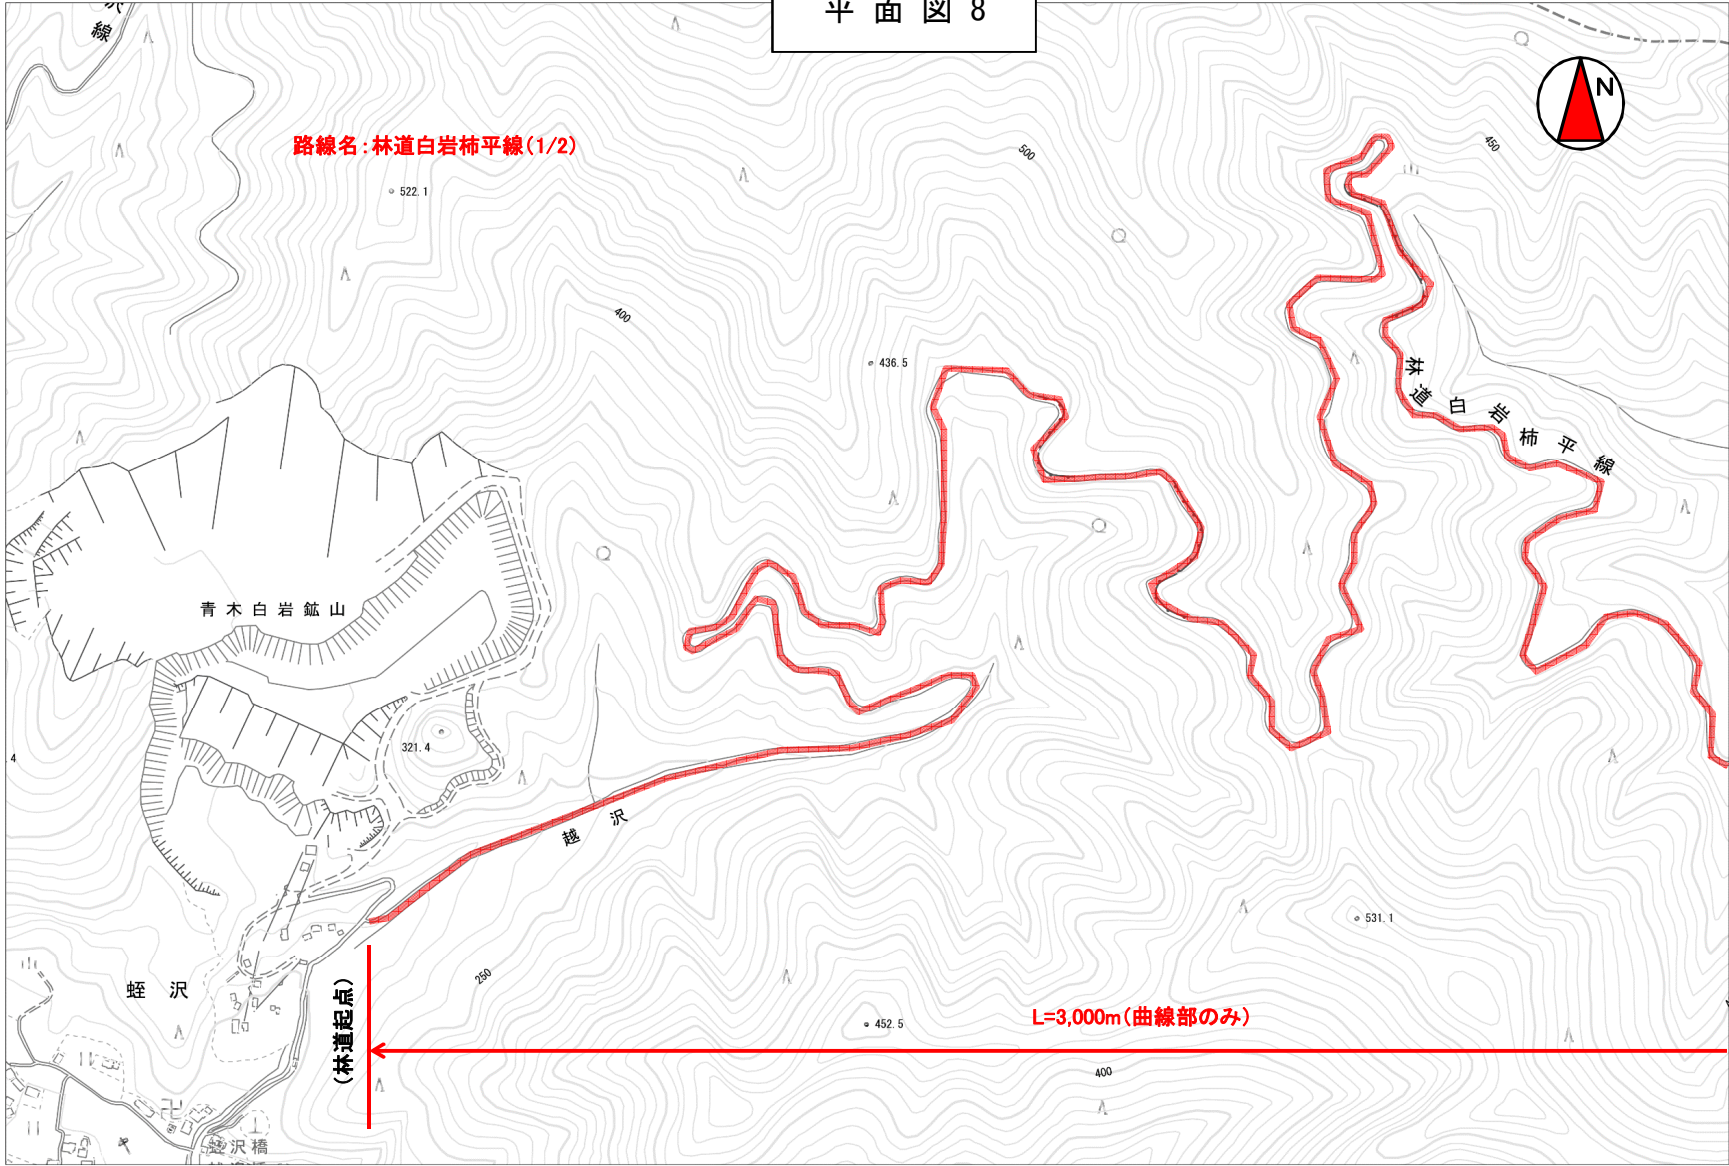 平面図8
線
N
路線名:林道白岩柿平線(1/2)
522.1
500
450
400
436.5
林道白岩柿平線
青木白岩鉱山
321.4
4
越沢
531.1
250
蛭沢
(林道起点)
452.5
L=3,000m(曲線部のみ)
400
蛭沢橋